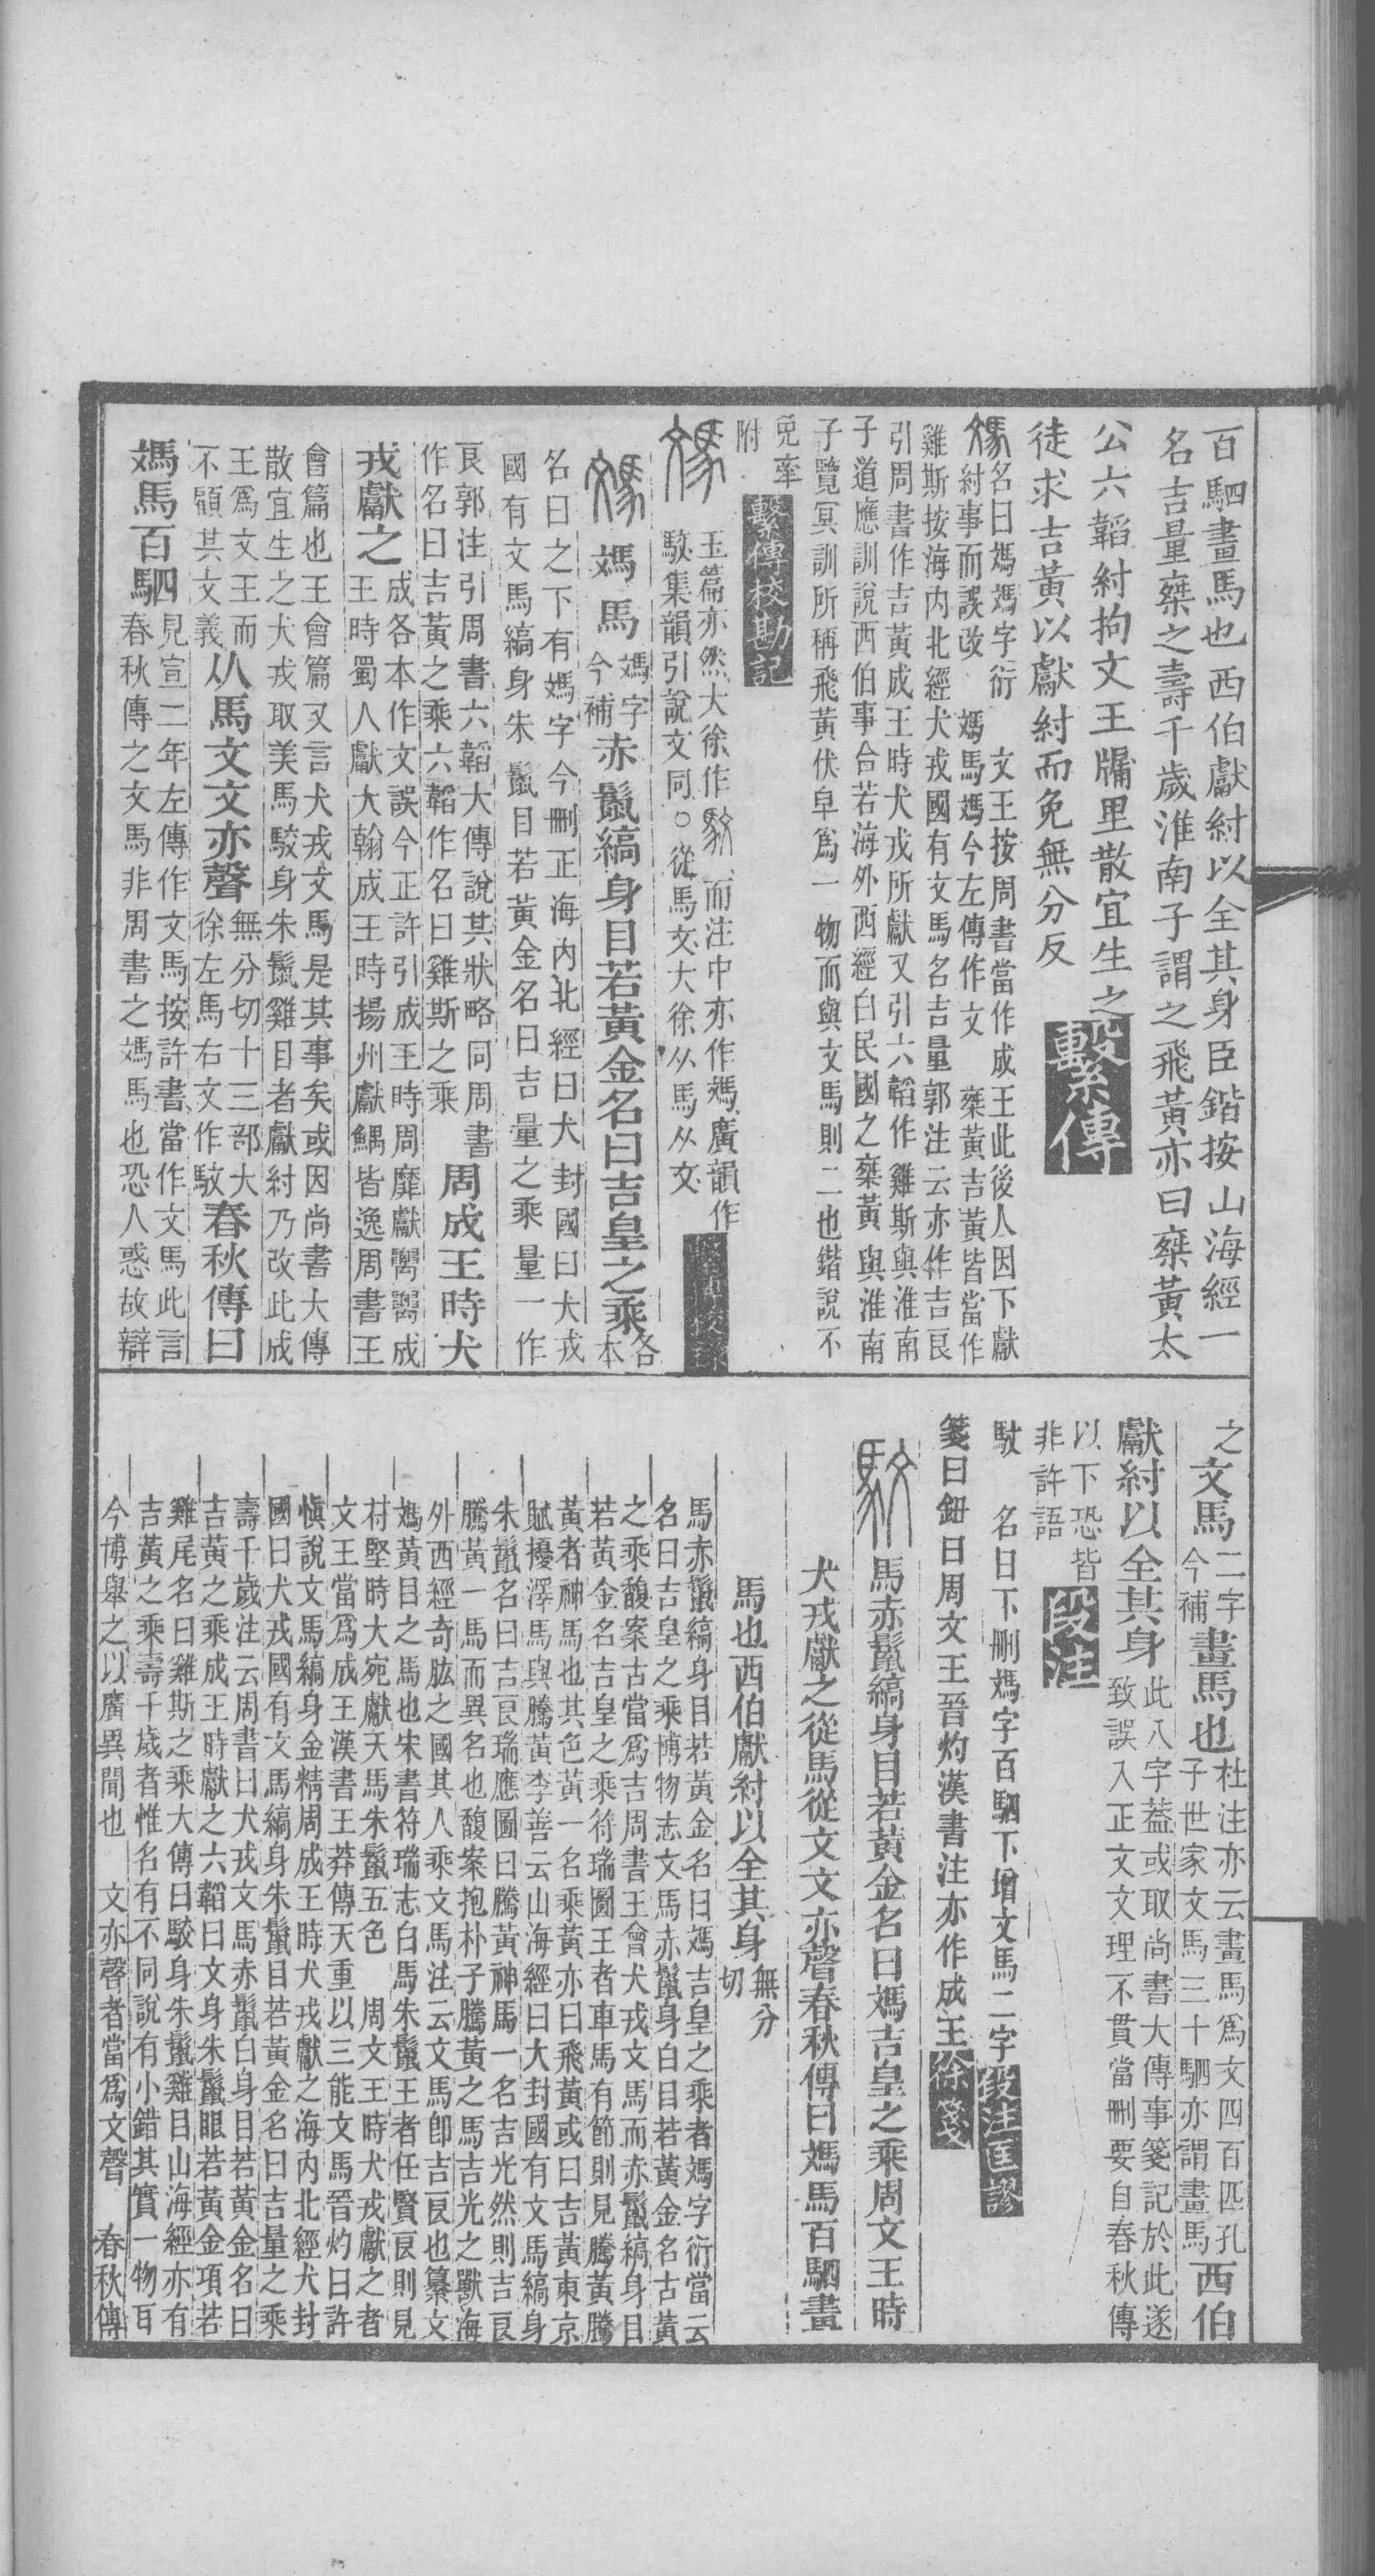 百駟畫馬也西伯獻紂以全其身臣鍇按山海經一
名吉量椉之壽千歲淮南子謂之飛黃亦曰椉黃太
公六韜紂拘文王牖里散宜生之
徒求吉黃以獻紂而免無分反
繫傳
名曰媽媽字衍　文王按周書當作成王此後人因下獻
紂事而誤改　媽馬媽今左傳作文　椉黃吉黃皆當作
雞斯按海內北經犬戎國有文馬名吉量郭注云亦作吉良
引周書作吉黃成王時犬戎所獻又引六韜作雞斯與淮南
子道應訓說西伯事合若海外西經白民國之椉黃與淮南
子覽冥訓所稱飛黃伏皁爲一物而與文馬則二也鍇說不
免牽
附
繫傳校勘記
玉篇亦然大徐作駇而注中亦作媽廣韻作
駇集韻引說文同○從馬文大徐从馬从文
媽馬
媽字
今補
赤鬣縞身目若黃金名曰吉皇之乘
各
本
名曰之下有媽字今刪正海內北經曰犬封國曰犬戎
國有文馬縞身朱鬣目若黃金名曰吉量之乘量一作
良郭注引周書六韜大傳說其狀略同周書
作名曰吉黃之乘六韜作名曰雞斯之乘
周成王時犬
戎獻之
成各本作文誤今正許引成王時周靡獻𩤡𩤡成
王時蜀人獻大翰成王時揚州獻鰅皆逸周書王
會篇也王會篇又言犬戎文馬是其事矣或因尚書大傳
散宜生之犬戎取美馬駮身朱鬣雞目者獻紂乃改此成
王爲文王而
不顧其文義
从馬文文亦聲
無分切十三部大
徐左馬右文作駇
春秋傳曰
媽馬百駟
見宣二年左傳作文馬按許書當作文馬此言
春秋傳之文馬非周書之媽馬也恐人惑故辯
之文馬
二字
今補
畫馬也
杜注亦云畫馬爲文四百匹孔
子世家文馬三十駟亦謂畫馬
西伯
獻紂以全其身
此八字蓋或取尚書大傳事箋記於此遂
致誤入正文文理不貫當刪要自春秋傳
以下恐皆
非許語
段注
駇　名曰下刪媽字百駟下增文馬二字
段注匡謬
箋曰鈕曰周文王晉灼漢書注亦作成王
徐箋
馬赤鬣縞身目若黃金名曰媽吉皇之乘周文王時
犬戎獻之從馬從文文亦聲春秋傳曰媽馬百駟畫
馬也西伯獻紂以全其身
無分
切
馬赤鬣縞身目若黃金名曰媽吉皇之乘者媽字衍當云
名曰吉皇之乘博物志文馬赤鬣身白目若黃金名古黃
之乘馥案古當爲吉周書王會犬戎文馬而赤鬣縞身目
若黃金名吉皇之乘符瑞圖王者車馬有節則見騰黃騰
黃者神馬也其色黃一名乘黃亦曰飛黃或曰吉黃東京
賦擾澤馬與騰黃李善云山海經曰犬封國有文馬縞身
朱鬣名曰吉良瑞應圖曰騰黃神馬一名吉光然則吉良
騰黃一馬而異名也馥案抱朴子騰黃之馬吉光之獸海
外西經奇肱之國其人乘文馬注云文馬卽吉良也纂文
媽黃目之馬也宋書符瑞志白馬朱鬣王者任賢良則見
村堅時大宛獻天馬朱鬣五色　周文王時犬戎獻之者
文王當爲成王漢書王莽傳天重以三能文馬晉灼曰許
愼說文馬縞身金精周成王時犬戎獻之海內北經犬封
國曰犬戎國有文馬縞身朱鬣目若黃金名曰吉量之乘
壽千歲注云周書曰犬戎文馬赤鬣白身目若黃金名曰
吉黃之乘成王時獻之六韜曰文身朱鬣眼若黃金項若
雞尾名曰雞斯之乘大傳曰駮身朱鬣雞目山海經亦有
吉黃之乘壽千歲者惟名有不同說有小錯其實一物耳
今博舉之以廣異聞也　文亦聲者當爲文聲　春秋傳